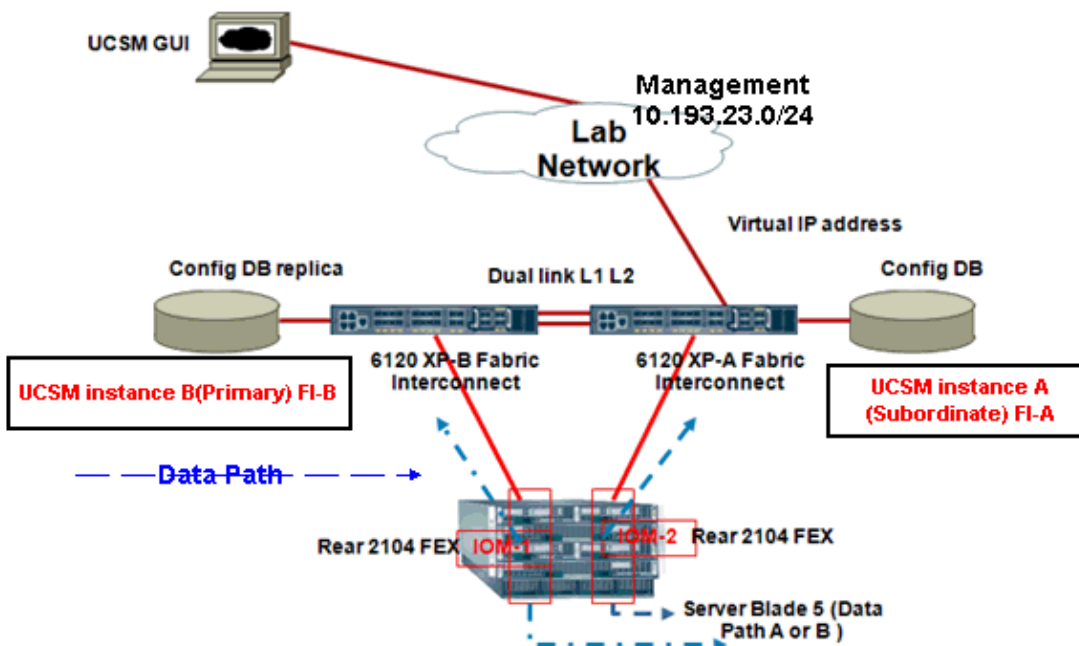 UCSM GUI
Management
10.193.23.0/24
Lab
Network
Virtual IP address
Config DB replica
Dual link L1 L2
Config DB
6120 XP-B Fabric
Interconnect
6120 XP-A Fabric
Interconnect
UCSM instance B(Primary) FI-B
UCSM instance A
(Subordinate) FI-A
Data Path
Rear 2104 FEX
IOM-1
IOM-2
Rear 2104 FEX
Server Blade 5 (Data
Path A or B )